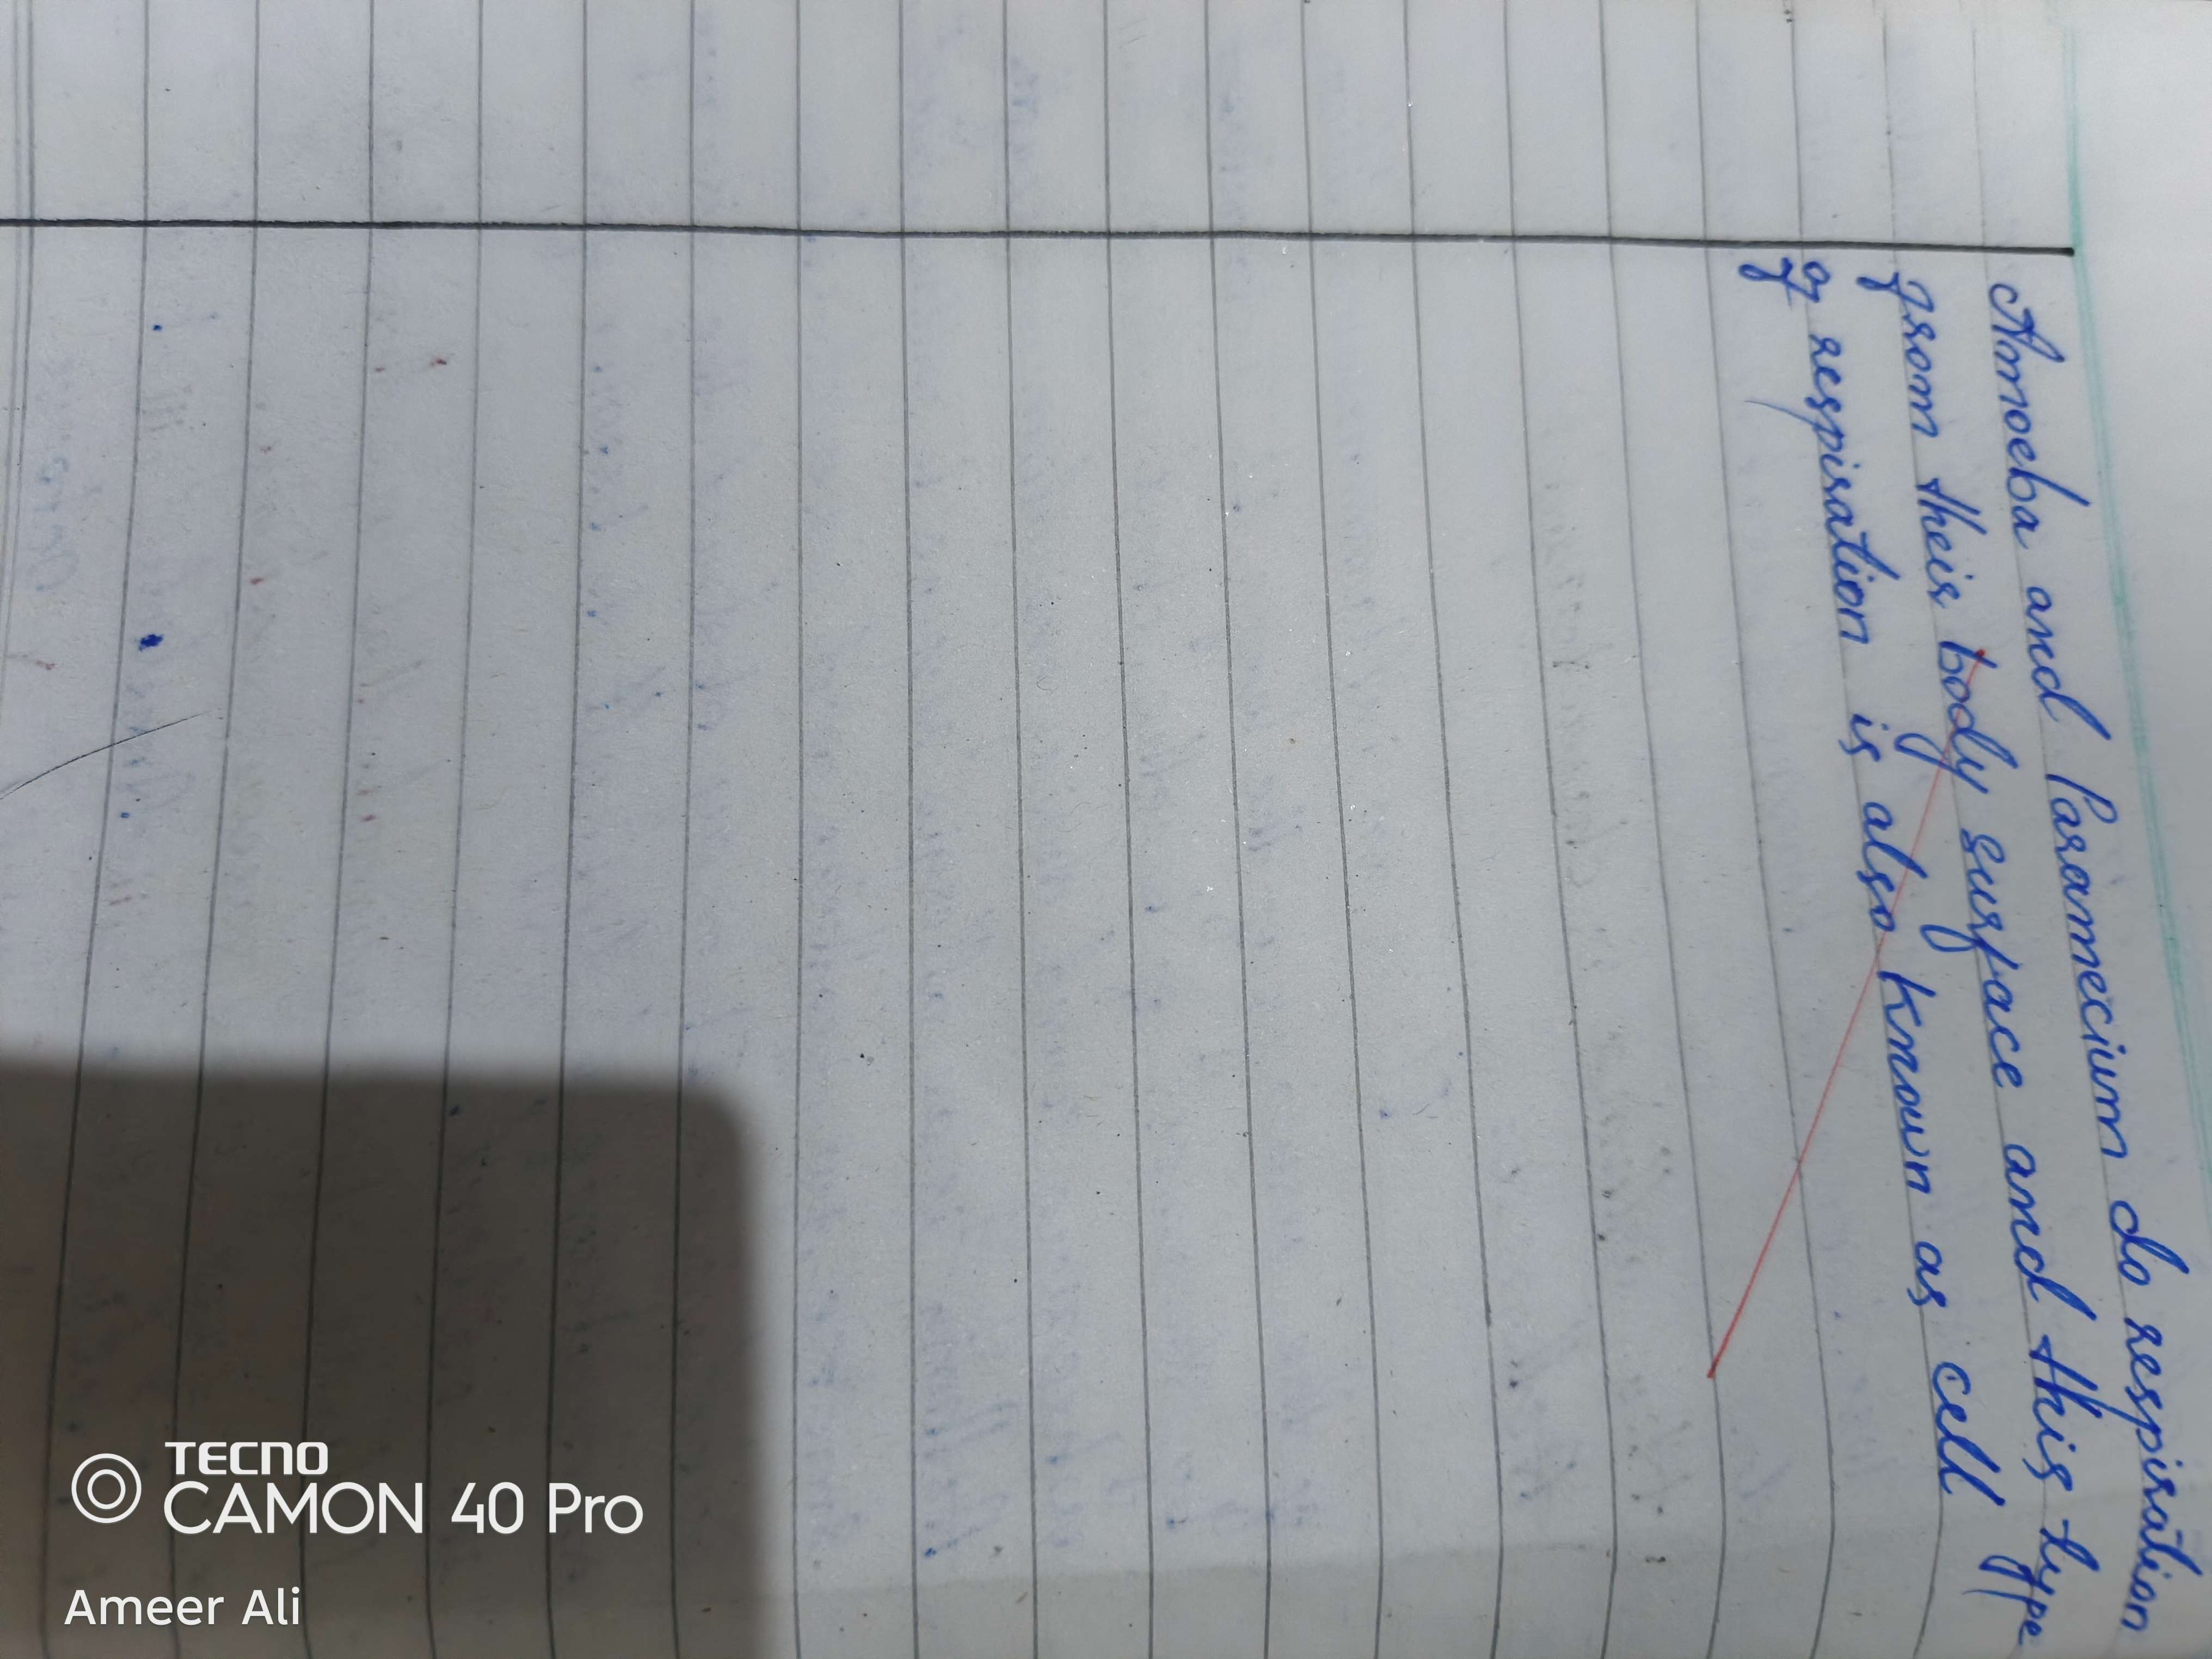 Amoeba and Paramecium do respiration
from their body surface and this type
of respiration is also known as cell
TECNO
CAMON 40 Pro
Ameer Ali